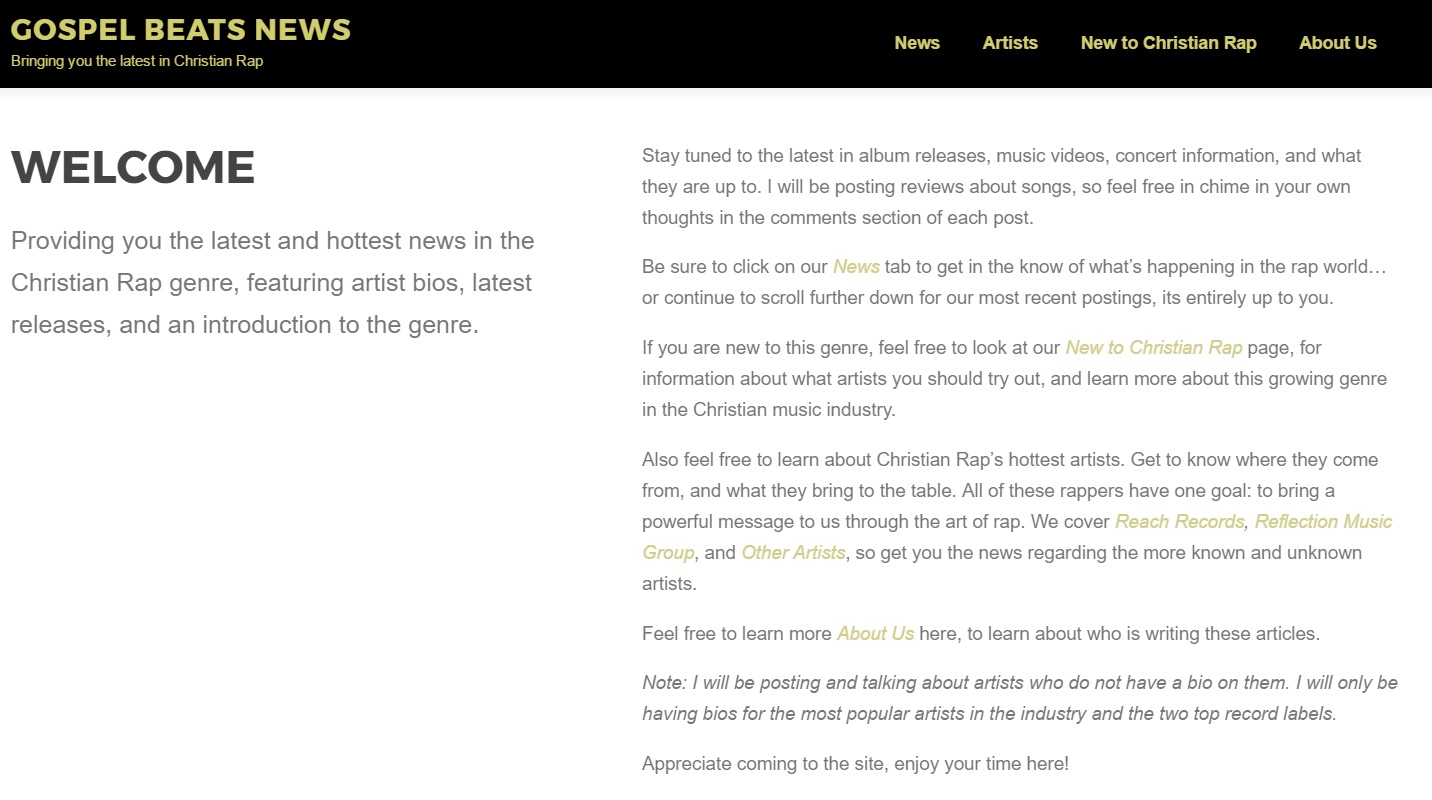 GOSPEL BEATS NEWS
Bringing you the latest in Christian Rap
News
Artists
New to Christian Rap
About Us
WELCOME
Providing you the latest and hottest news in the
Christian Rap genre, featuring artist bios, latest
releases, and an introduction to the genre.
Stay tuned to the latest in album releases, music videos, concert information, and what
they are up to. I will be posting reviews about songs, so feel free in chime in your own
thoughts in the comments section of each post.
Be sure to click on our News tab to get in the know of what’s happening in the rap world…
or continue to scroll further down for our most recent postings, its entirely up to you.
If you are new to this genre, feel free to look at our New to Christian Rap page, for
information about what artists you should try out, and learn more about this growing genre
in the Christian music industry.
Also feel free to learn about Christian Rap’s hottest artists. Get to know where they come
from, and what they bring to the table. All of these rappers have one goal: to bring a
powerful message to us through the art of rap. We cover Reach Records, Reflection Music
Group, and Other Artists, so get you the news regarding the more known and unknown
artists.
Feel free to learn more About Us here, to learn about who is writing these articles.
Note: I will be posting and talking about artists who do not have a bio on them. I will only be
having bios for the most popular artists in the industry and the two top record labels.
Appreciate coming to the site, enjoy your time here!